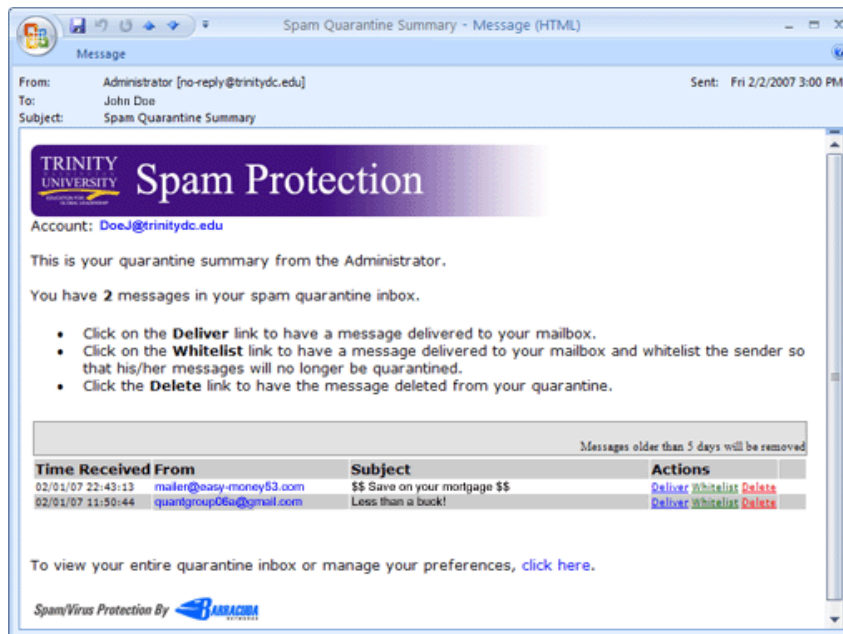 Spam Quarantine Summary - Message (HTML)
Message
From: Administrator [no-reply@trinitydc.edu] Sent: Fri 2/2/2007 3:00 PM
To: John Doe
Subject: Spam Quarantine Summary
TRINITY
WASHINGTON
UNIVERSITY
EDUCATION FOR
GLOBAL LEADERSHIP
Spam Protection
Account: DoeJ@trinitydc.edu
This is your quarantine summary from the Administrator.
You have 2 messages in your spam quarantine inbox.
• Click on the Deliver link to have a message delivered to your mailbox.
• Click on the Whitelist link to have a message delivered to your mailbox and whitelist the sender so
that his/her messages will no longer be quarantined.
• Click the Delete link to have the message deleted from your quarantine.
Messages older than 5 days will be removed
Time Received From Subject Actions
02/01/07 22:43:13 mailer@easy-money53.com $$ Save on your mortgage $$ Deliver Whitelist Delete
02/01/07 11:50:44 quantgroup06a@gmail.com Less than a buck! Deliver Whitelist Delete
To view your entire quarantine inbox or manage your preferences, click here.
Spam/Virus Protection By BARRACUDA
NETWORKS